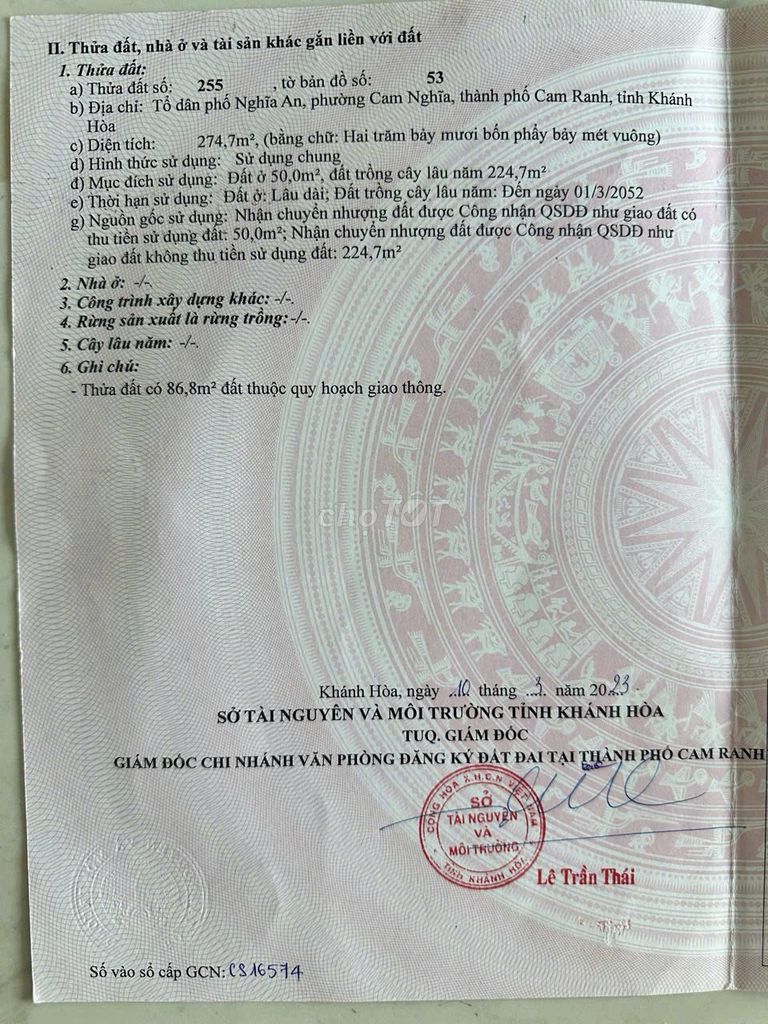 II. Thửa đất, nhà ở và tài sản khác gắn liền với đất
1. Thửa đất:
a) Thửa đất số: 255 , tờ bản đồ số: 53
b) Địa chỉ: Tổ dân phố Nghĩa An, phường Cam Nghĩa, thành phố Cam Ranh, tỉnh Khánh
Hòa
c) Diện tích: 274,7m², (bằng chữ: Hai trăm bảy mươi bốn phẩy bảy mét vuông)
d) Hình thức sử dụng: Sử dụng chung
đ) Mục đích sử dụng: Đất ở 50,0m², đất trồng cây lâu năm 224,7m²
e) Thời hạn sử dụng: Đất ở: Lâu dài; Đất trồng cây lâu năm: Đến ngày 01/3/2052
g) Nguồn gốc sử dụng: Nhận chuyển nhượng đất được Công nhận QSDĐ như giao đất có
thu tiền sử dụng đất: 50,0m²; Nhận chuyển nhượng đất được Công nhận QSDĐ như
giao đất không thu tiền sử dụng đất: 224,7m²
2. Nhà ở: -/-.
3. Công trình xây dựng khác: -/-.
4. Rừng sản xuất là rừng trồng: -/-.
5. Cây lâu năm: -/-.
6. Ghi chú:
- Thửa đất có 86,8m² đất thuộc quy hoạch giao thông.
chợTỐT
Khánh Hòa, ngày 10 tháng 3 năm 2023
SỞ TÀI NGUYÊN VÀ MÔI TRƯỜNG TỈNH KHÁNH HÒA
TUQ. GIÁM ĐỐC
GIÁM ĐỐC CHI NHÁNH VĂN PHÒNG ĐĂNG KÝ ĐẤT ĐAI TẠI THÀNH PHỐ CAM RANH
CỘNG HÒA X.H.C.N VIỆT NAM
SỞ
TÀI NGUYÊN
VÀ
MÔI TRƯỜNG
TỈNH KHÁNH HÒA
Lê Trần Thái
Số vào sổ cấp GCN: CS16574